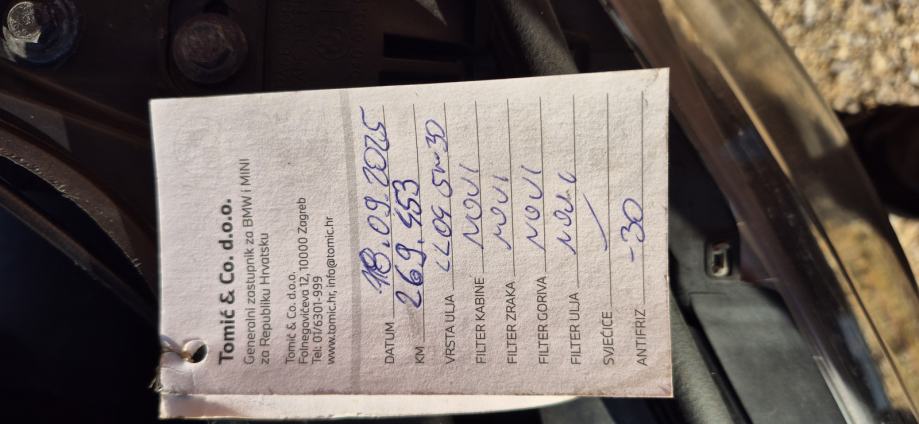 Tomić & Co. d.o.o.
Generalni zastupnik za BMW i MINI
za Republiku Hrvatsku
Tomić & Co. d.o.o.
Folnegovićeva 12, 10000 Zagreb
Tel: 01/6301-999
www.tomic.hr, info@tomic.hr
DATUM 18.09.2025
KM 269.453
VRSTA ULJA LL04 5W30
FILTER KABINE NOVI
FILTER ZRAKA NOVI
FILTER GORIVA NOVI
FILTER ULJA NOVI
SVJEĆICE /
ANTIFRIZ -30